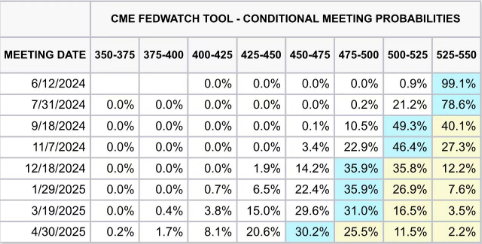 CME FEDWATCH TOOL - CONDITIONAL MEETING PROBABILITIES
MEETING DATE 350-375 375-400 400-425 425-450 450-475 475-500 500-525 525-550
6/12/2024 0.0% 0.0% 0.0% 0.0% 0.9% 99.1%
7/31/2024 0.0% 0.0% 0.0% 0.0% 0.0% 0.2% 21.2% 78.6%
9/18/2024 0.0% 0.0% 0.0% 0.0% 0.1% 10.5% 49.3% 40.1%
11/7/2024 0.0% 0.0% 0.0% 0.0% 3.4% 22.9% 46.4% 27.3%
12/18/2024 0.0% 0.0% 0.0% 1.9% 14.2% 35.9% 35.8% 12.2%
1/29/2025 0.0% 0.0% 0.7% 6.5% 22.4% 35.9% 26.9% 7.6%
3/19/2025 0.0% 0.4% 3.8% 15.0% 29.6% 31.0% 16.5% 3.5%
4/30/2025 0.2% 1.7% 8.1% 20.6% 30.2% 25.5% 11.5% 2.2%